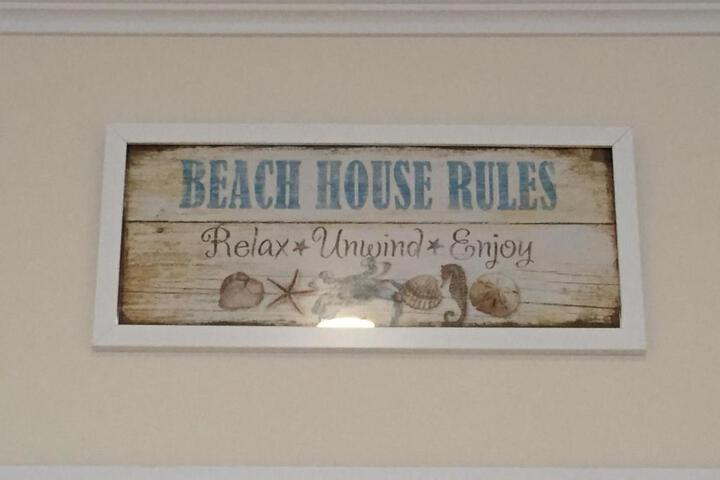 BEACH HOUSE RULES
Relax★Unwind★Enjoy